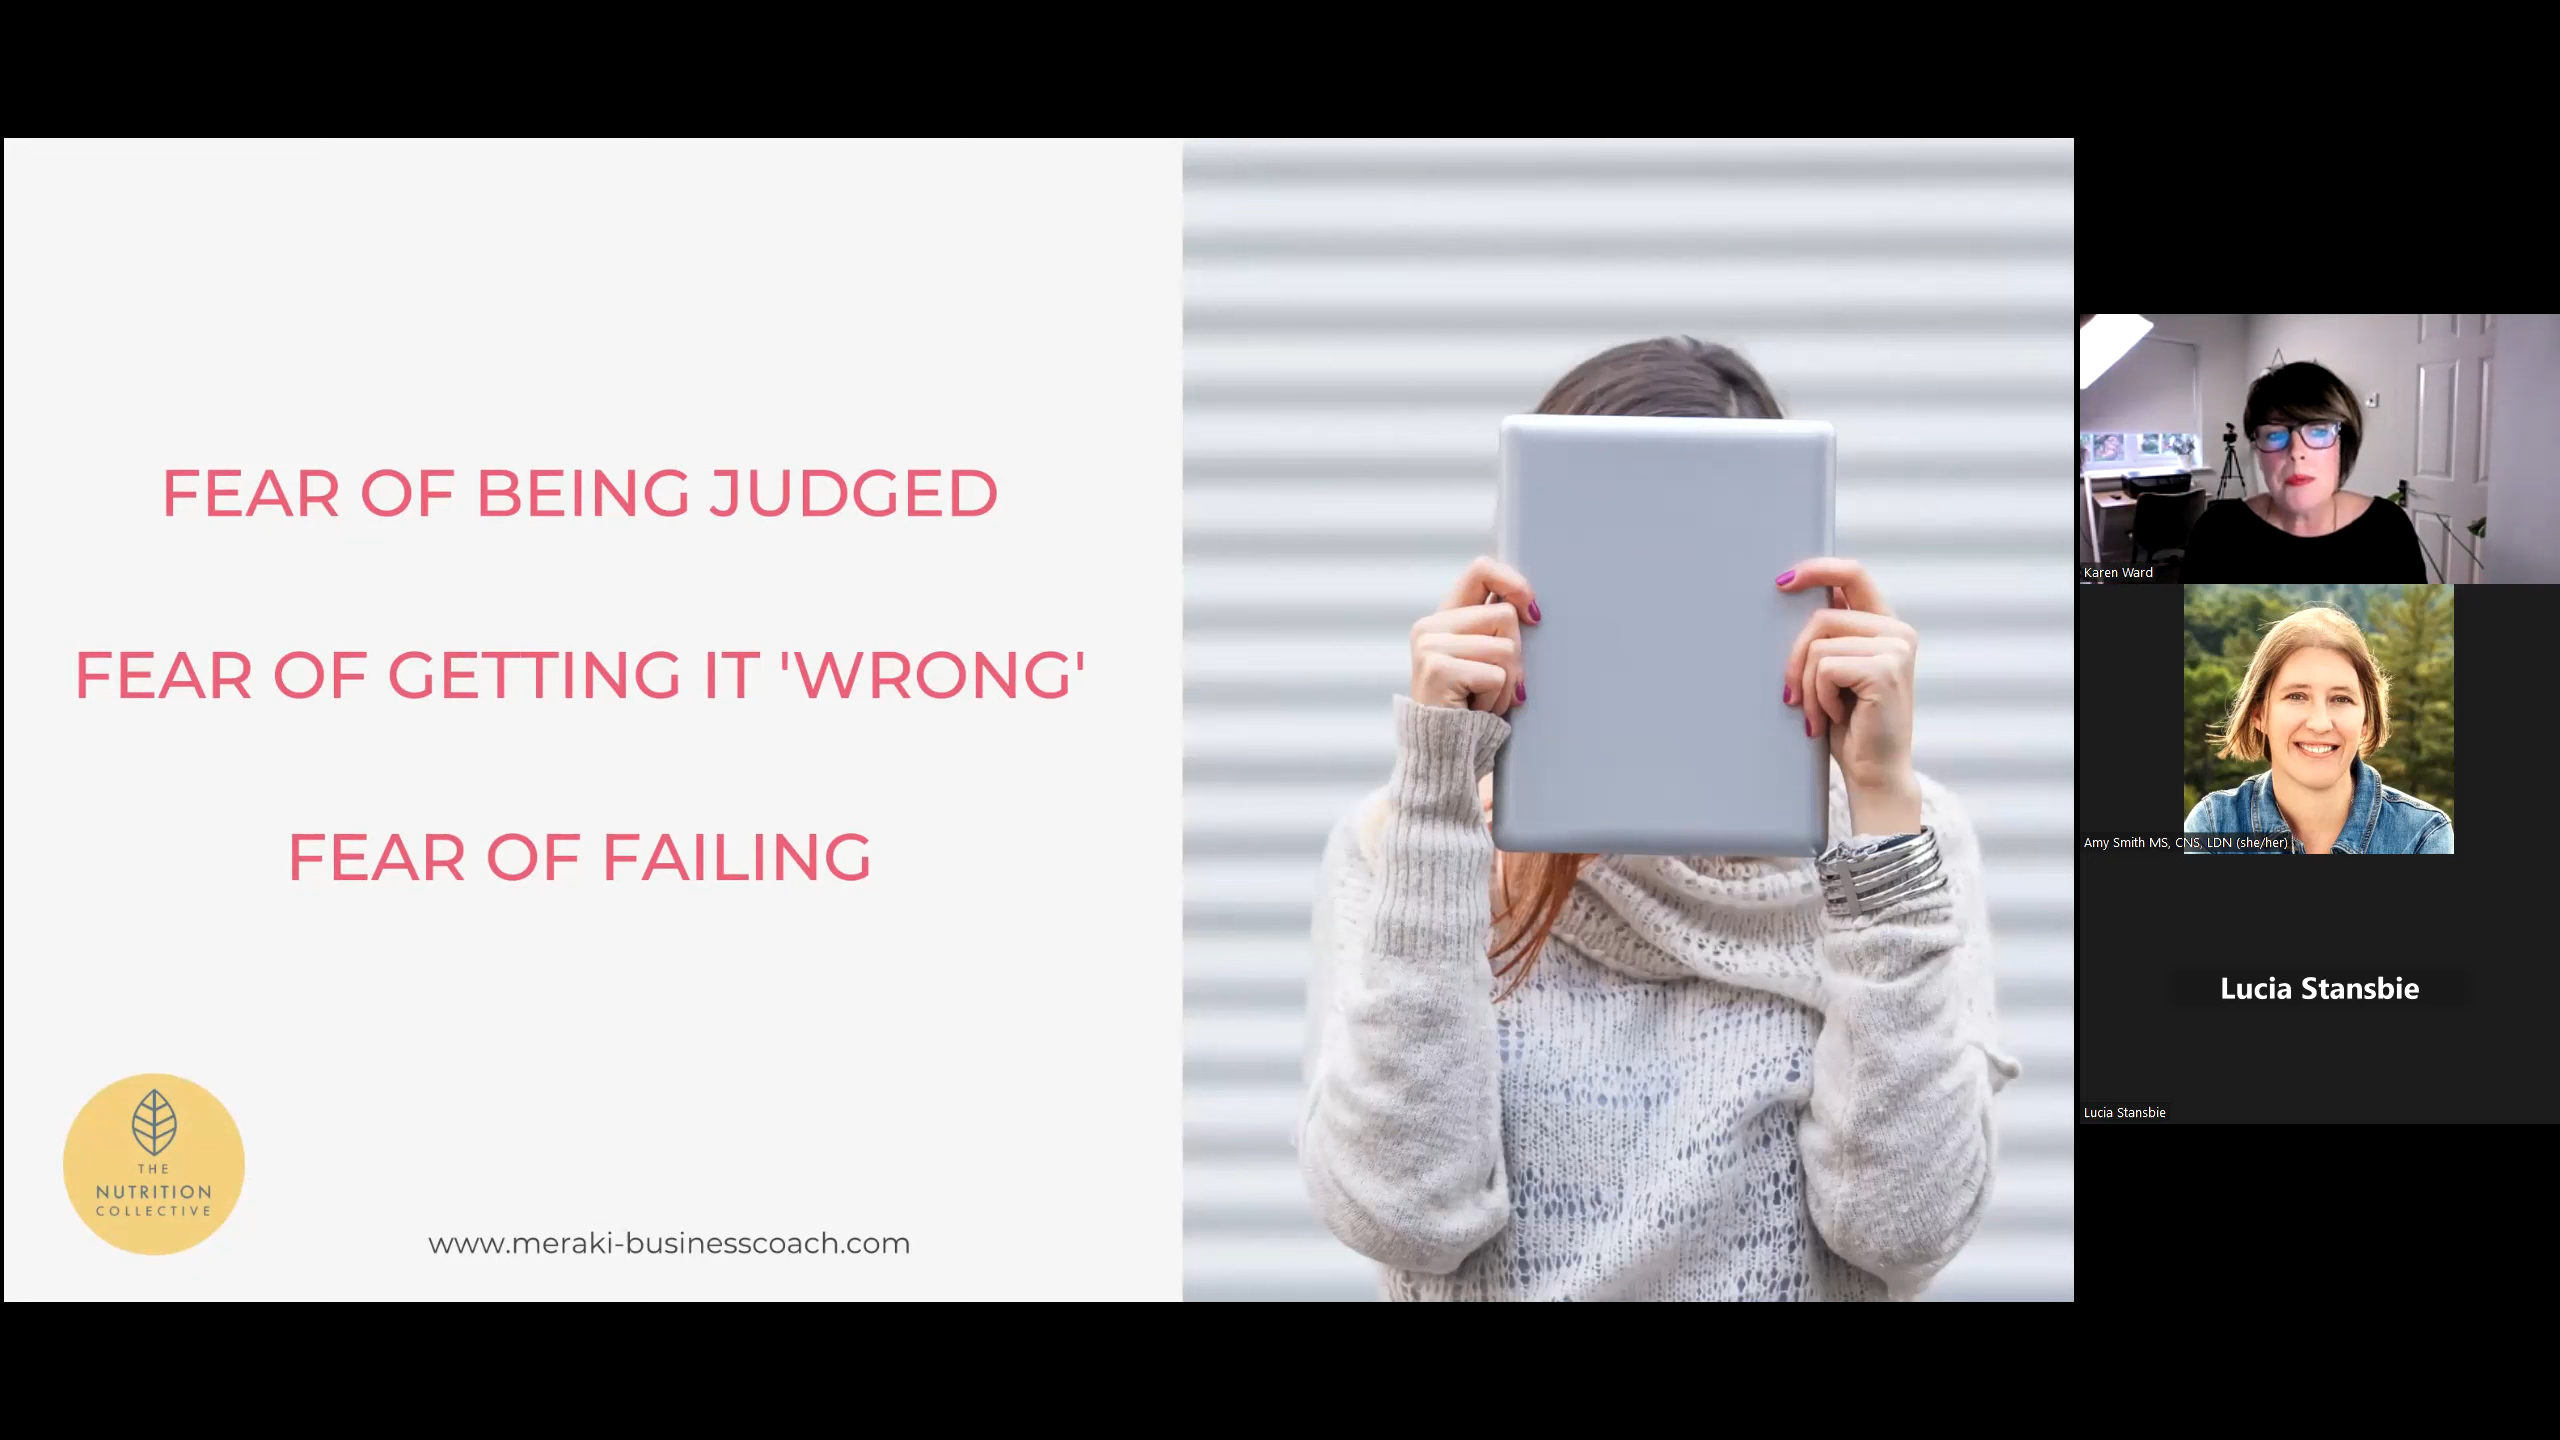 FEAR OF BEING JUDGED
FEAR OF GETTING IT 'WRONG'
FEAR OF FAILING
THE
NUTRITION
COLLECTIVE
www.meraki-businesscoach.com
Karen Ward
Amy Smith MS, CNS, LDN (she/her)
Lucia Stansbie
Lucia Stansbie